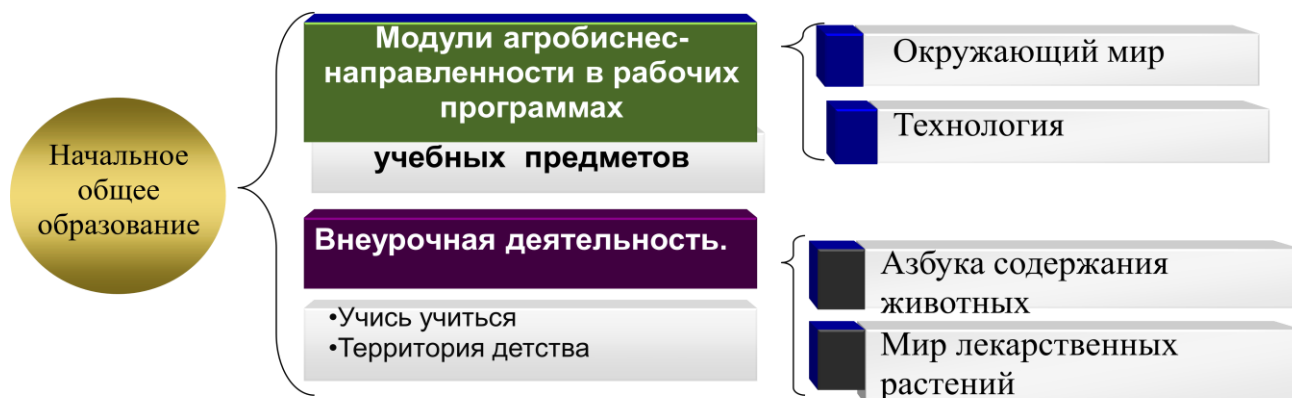 Начальное
общее
образование
Модули агробиснес-
направленности в рабочих
программах
учебных предметов
Окружающий мир
Технология
Внеурочная деятельность.
•Учись учиться
•Территория детства
Азбука содержания
животных
Мир лекарственных
растений